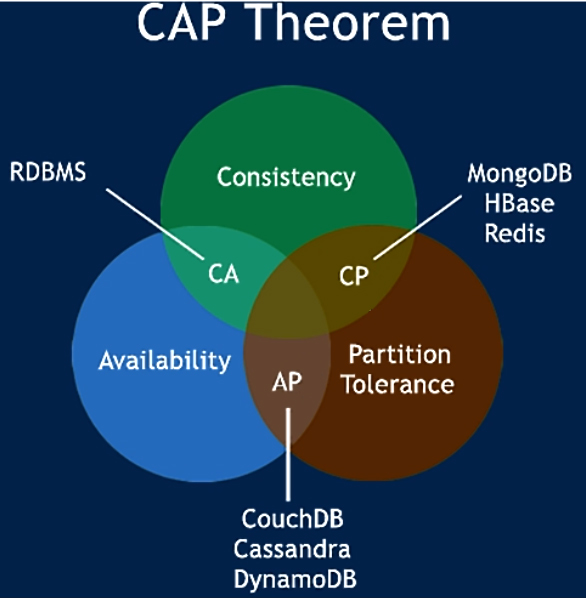 CAP Theorem
RDBMS
Consistency
MongoDB
HBase
Redis
CA
CP
Availability
Partition
Tolerance
AP
CouchDB
Cassandra
DynamoDB